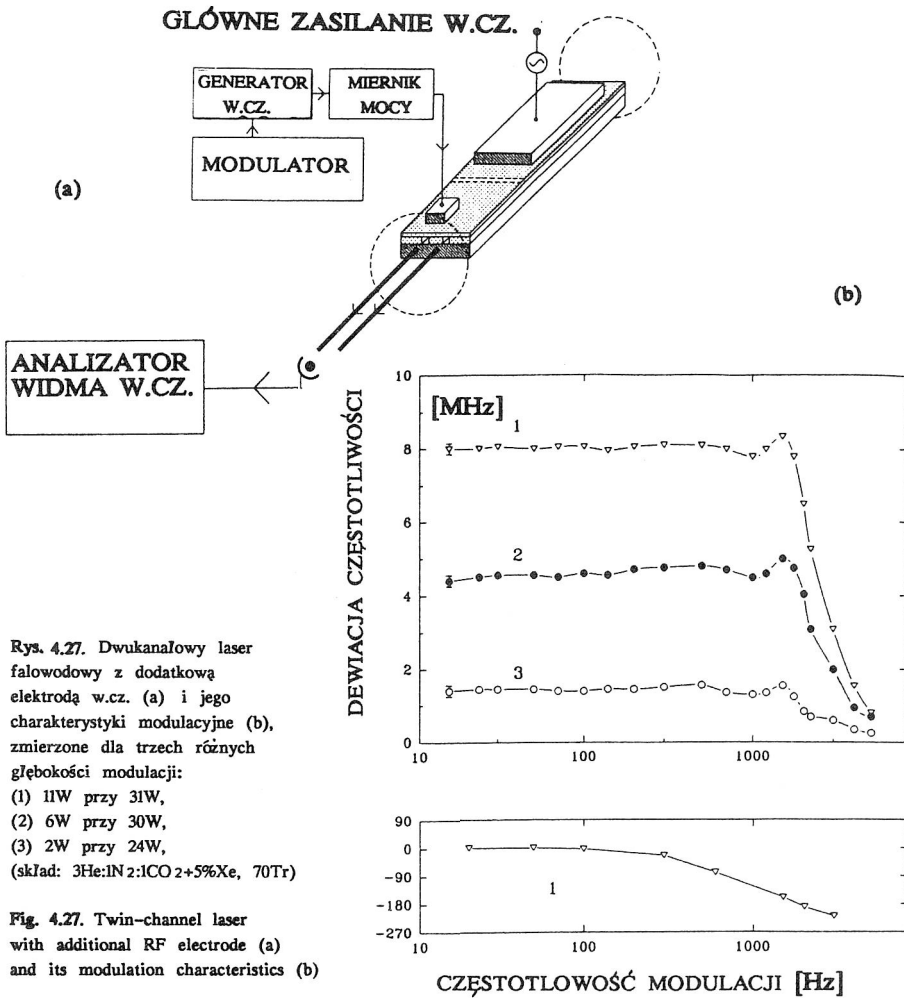 GŁÓWNE ZASILANIE W.CZ.
GENERATOR
W.CZ.
MIERNIK
MOCY
MODULATOR
(a)
(b)
ANALIZATOR
WIDMA W.CZ.
DEWIACJA CZĘSTOTLIWOŚCI
[MHz]
10
8
6
4
2
0
1
2
3
10
100
1000
Rys. 4.27. Dwukanałowy laser
falowodowy z dodatkową
elektrodą w.cz. (a) i jego
charakterystyki modulacyjne (b),
zmierzone dla trzech różnych
głębokości modulacji:
(1) 11W przy 31W,
(2) 6W przy 30W,
(3) 2W przy 24W,
(skład: 3He:1N2:1CO2+5%Xe, 70Tr)
Fig. 4.27. Twin-channel laser
with additional RF electrode (a)
and its modulation characteristics (b)
90
0
-90
-180
-270
1
10
100
1000
CZĘSTOTLOWOŚĆ MODULACJI [Hz]